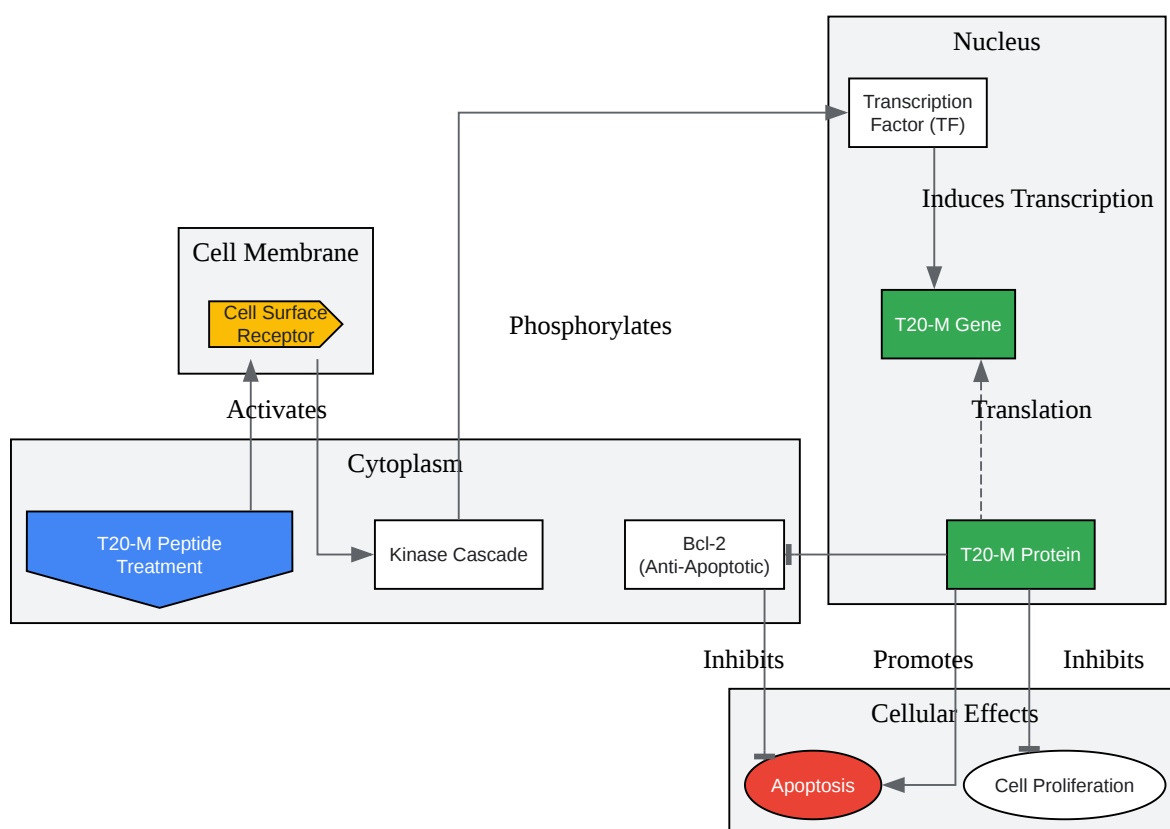 Nucleus
Transcription
Factor (TF)
Induces Transcription
Cell Membrane
Cell Surface
Receptor
Phosphorylates
T20-M Gene
Activates
Translation
Cytoplasm
T20-M Peptide
Treatment
Kinase Cascade
Bcl-2
(Anti-Apoptotic)
T20-M Protein
Inhibits
Promotes
Inhibits
Cellular Effects
Apoptosis
Cell Proliferation